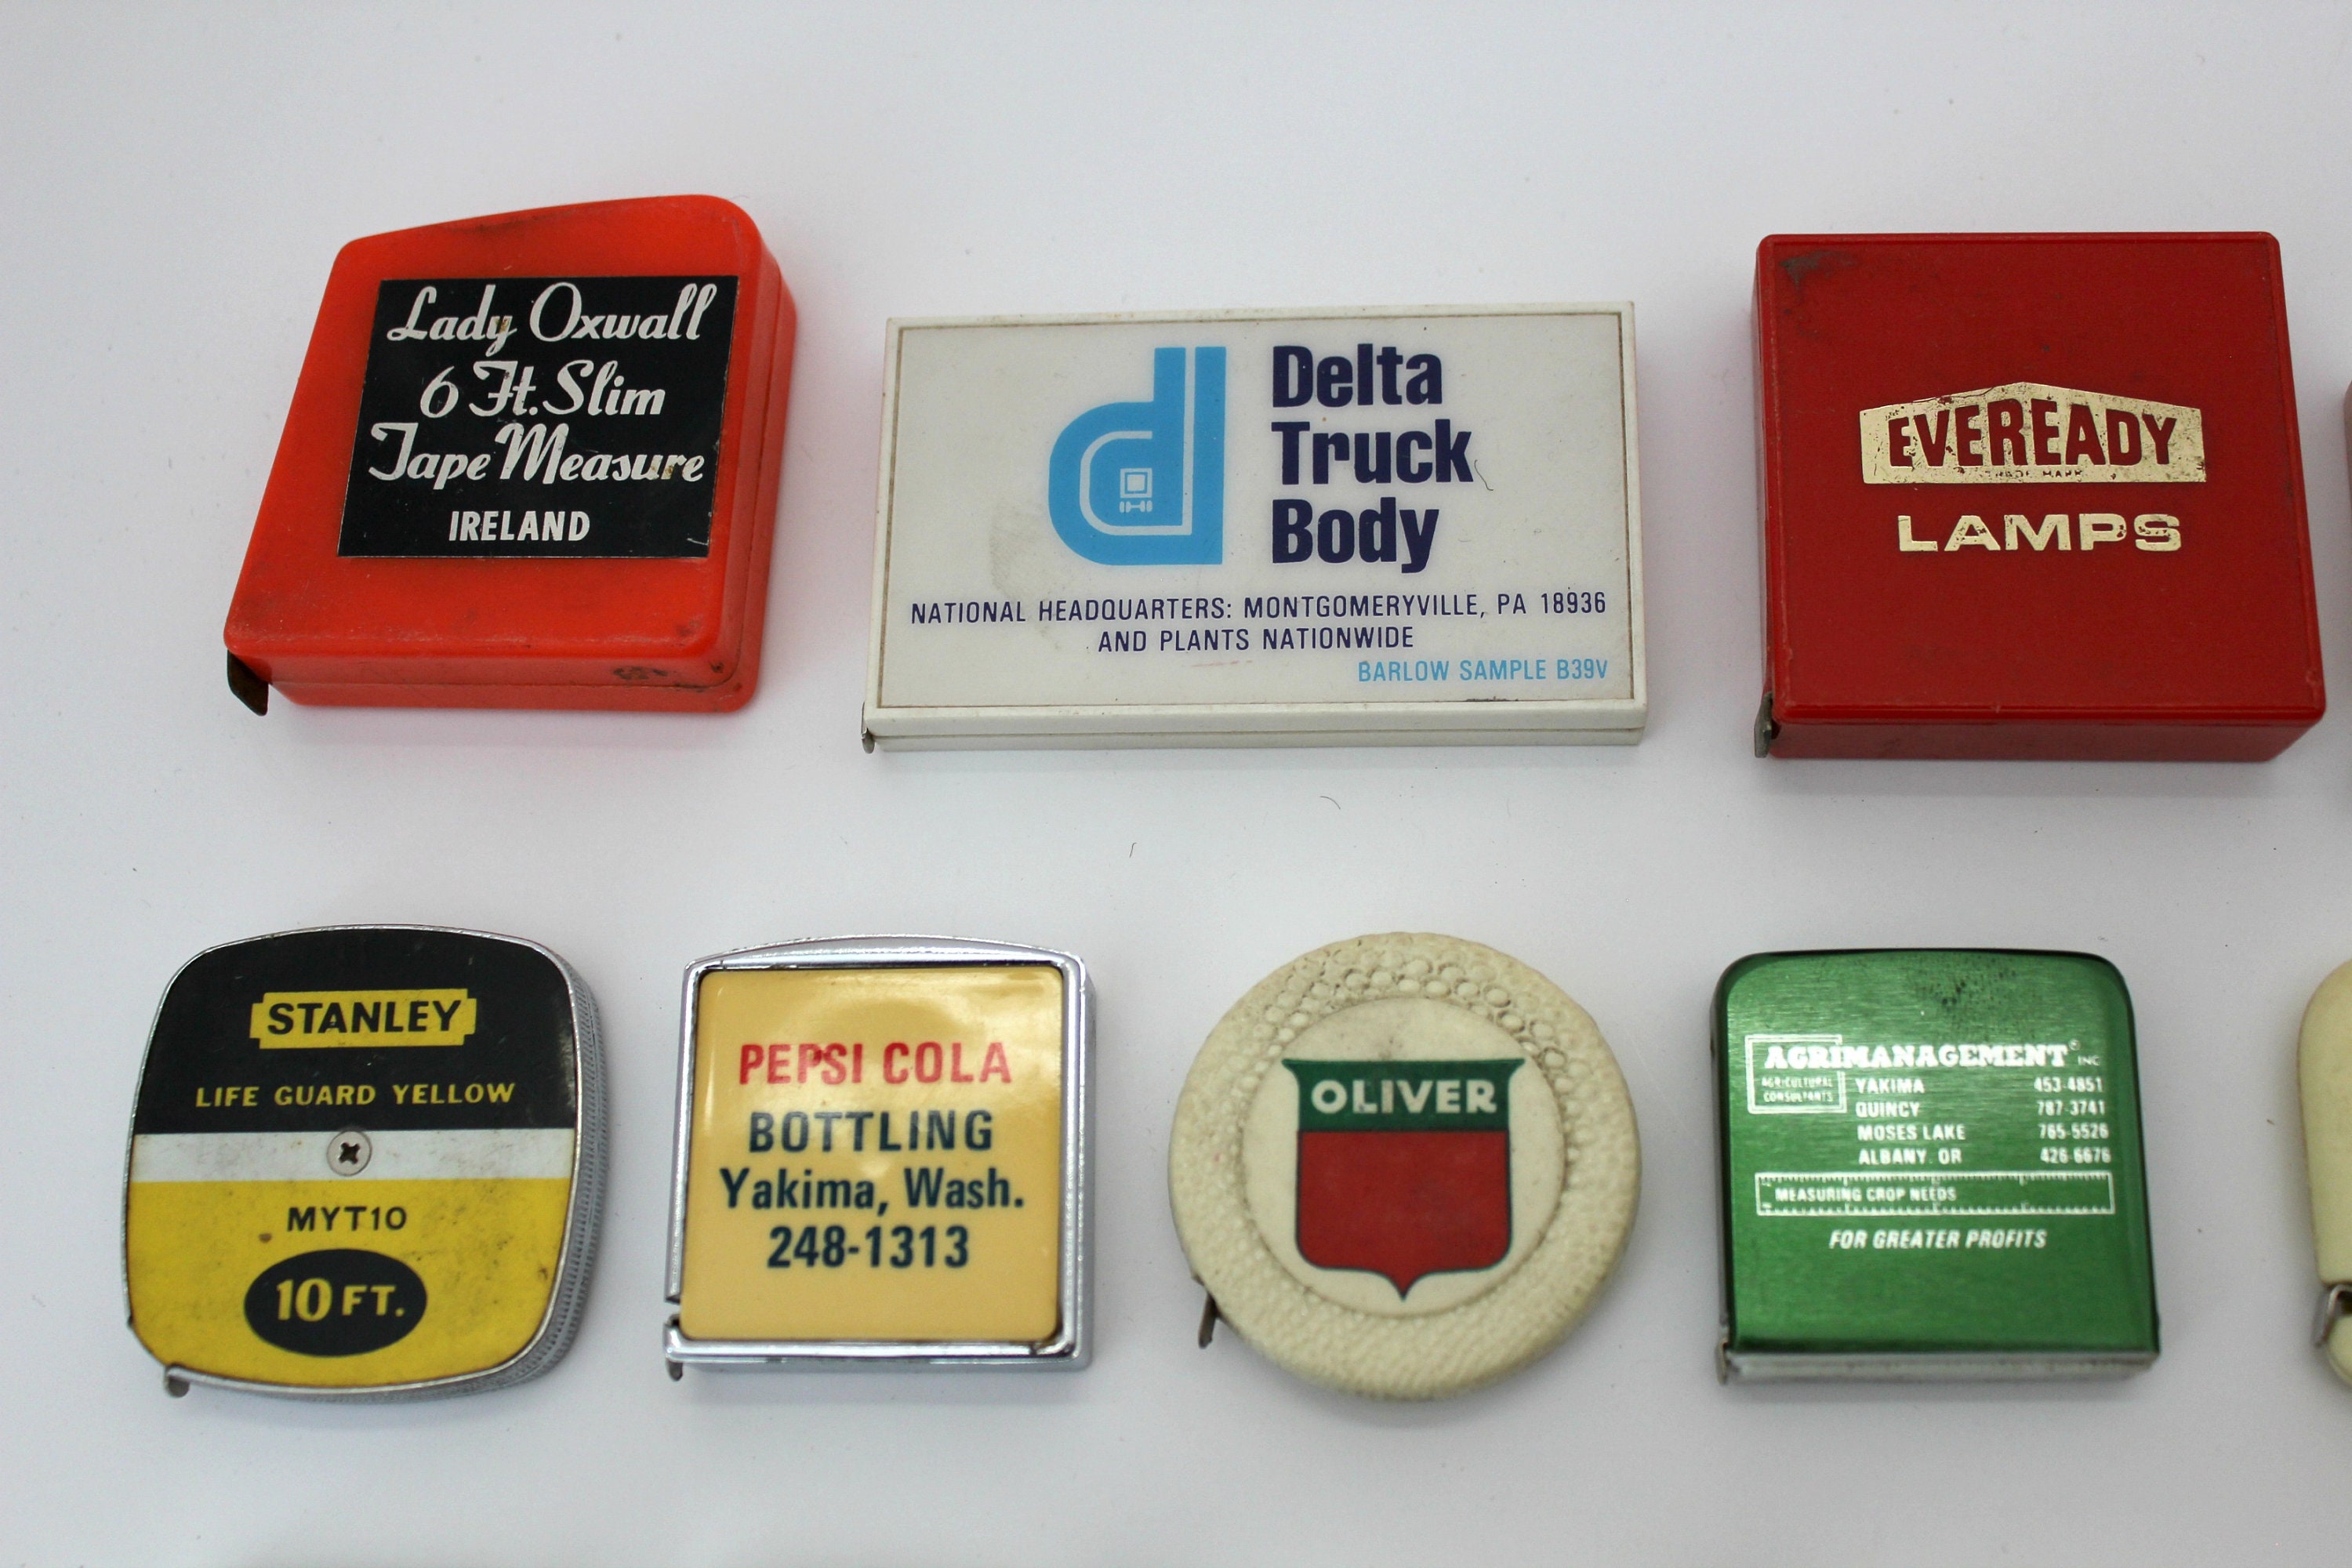 Lady Oxwall
6 Ft. Slim
Tape Measure
IRELAND
Delta
Truck
Body
NATIONAL HEADQUARTERS: MONTGOMERYVILLE, PA 18936
AND PLANTS NATIONWIDE
BARLOW SAMPLE B39V
EVEREADY
TRADE MARK
LAMPS
STANLEY
LIFE GUARD YELLOW
MYT10
10 FT.
PEPSI COLA
BOTTLING
Yakima, Wash.
248-1313
OLIVER
AGRIMANAGEMENT® INC
AGRICULTURAL
CONSULTANTS
YAKIMA 453-4851
QUINCY 787-3741
MOSES LAKE 765-5526
ALBANY, OR 426-6676
MEASURING CROP NEEDS
FOR GREATER PROFITS